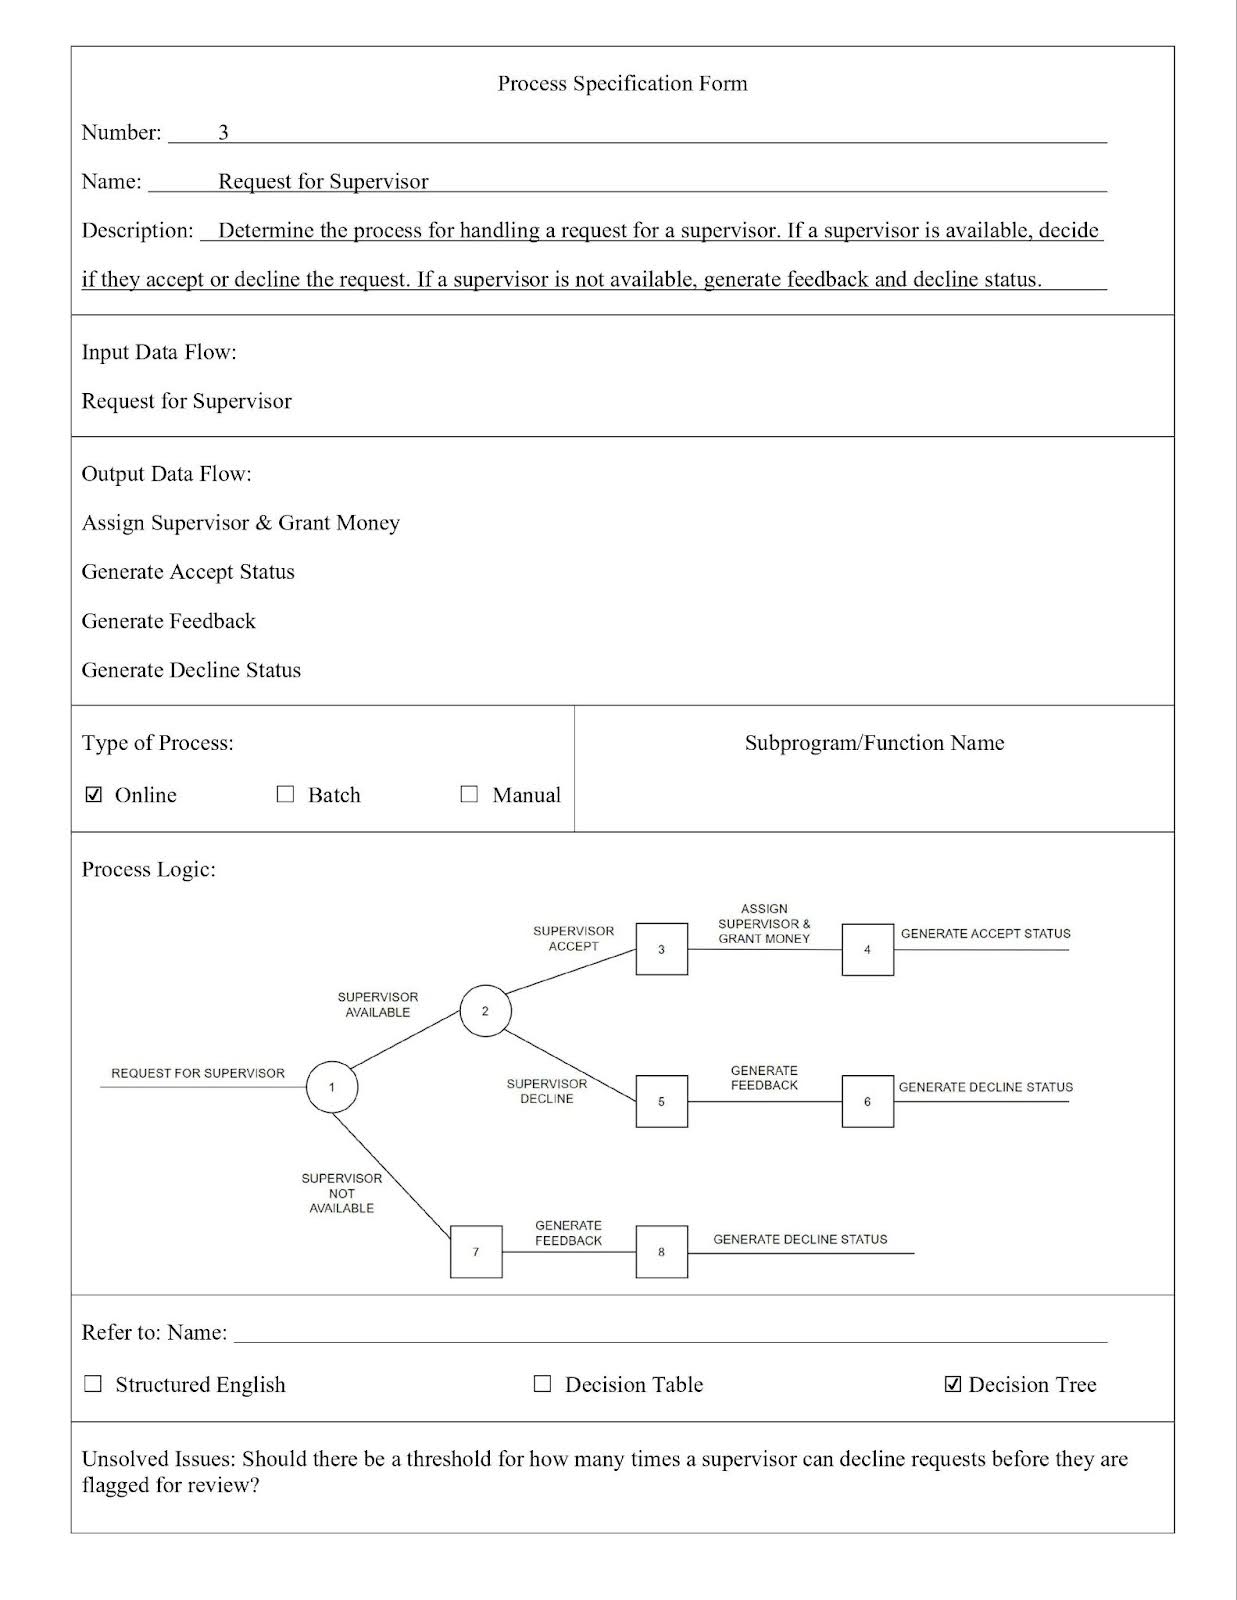 Process Specification Form
Number: 3
Name: Request for Supervisor
Description: Determine the process for handling a request for a supervisor. If a supervisor is available, decide
if they accept or decline the request. If a supervisor is not available, generate feedback and decline status.
Input Data Flow:
Request for Supervisor
Output Data Flow:
Assign Supervisor & Grant Money
Generate Accept Status
Generate Feedback
Generate Decline Status
Type of Process:
☑ Online ☐ Batch ☐ Manual
Subprogram/Function Name
Process Logic:
REQUEST FOR SUPERVISOR
1
SUPERVISOR
AVAILABLE
2
SUPERVISOR
ACCEPT
3
ASSIGN
SUPERVISOR &
GRANT MONEY
4
GENERATE ACCEPT STATUS
SUPERVISOR
DECLINE
5
GENERATE
FEEDBACK
6
GENERATE DECLINE STATUS
SUPERVISOR
NOT
AVAILABLE
7
GENERATE
FEEDBACK
8
GENERATE DECLINE STATUS
Refer to: Name:
☐ Structured English ☐ Decision Table ☑ Decision Tree
Unsolved Issues: Should there be a threshold for how many times a supervisor can decline requests before they are
flagged for review?